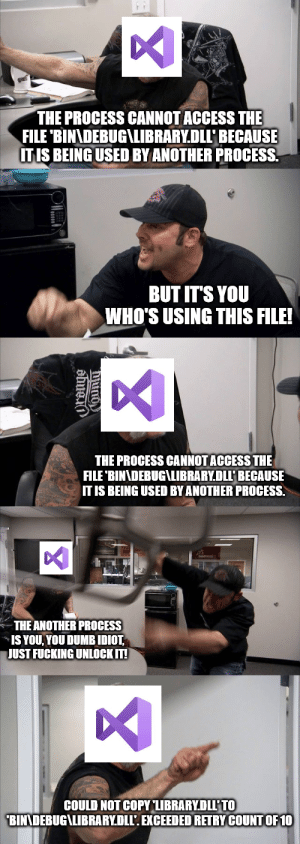 THE PROCESS CANNOT ACCESS THE
FILE 'BIN\DEBUG\LIBRARY.DLL' BECAUSE
IT IS BEING USED BY ANOTHER PROCESS.
BUT IT'S YOU
WHO'S USING THIS FILE!
Orange
County
THE PROCESS CANNOT ACCESS THE
FILE 'BIN\DEBUG\LIBRARY.DLL' BECAUSE
IT IS BEING USED BY ANOTHER PROCESS.
THE ANOTHER PROCESS
IS YOU, YOU DUMB IDIOT,
JUST FUCKING UNLOCK IT!
COULD NOT COPY 'LIBRARY.DLL' TO
'BIN\DEBUG\LIBRARY.DLL'. EXCEEDED RETRY COUNT OF 10